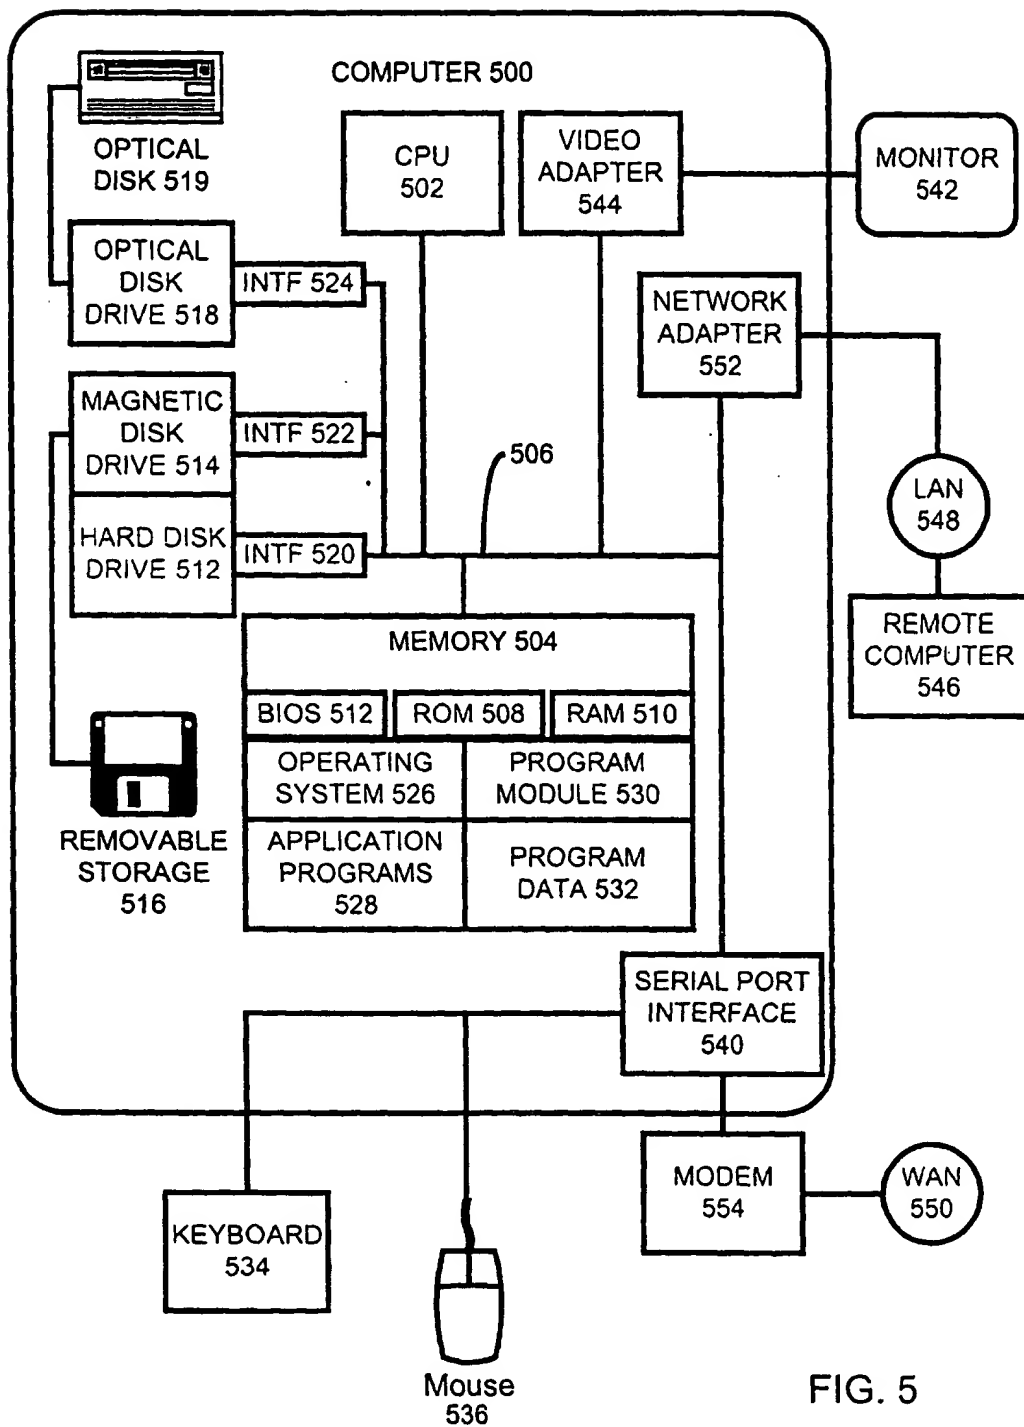 COMPUTER 500
OPTICAL
DISK 519
CPU
502
VIDEO
ADAPTER
544
MONITOR
542
OPTICAL
DISK
DRIVE 518
INTF 524
NETWORK
ADAPTER
552
MAGNETIC
DISK
DRIVE 514
INTF 522
506
LAN
548
HARD DISK
DRIVE 512
INTF 520
REMOTE
COMPUTER
546
MEMORY 504
BIOS 512
ROM 508
RAM 510
OPERATING
SYSTEM 526
PROGRAM
MODULE 530
REMOVABLE
STORAGE
516
APPLICATION
PROGRAMS
528
PROGRAM
DATA 532
SERIAL PORT
INTERFACE
540
MODEM
554
WAN
550
KEYBOARD
534
Mouse
536
FIG. 5